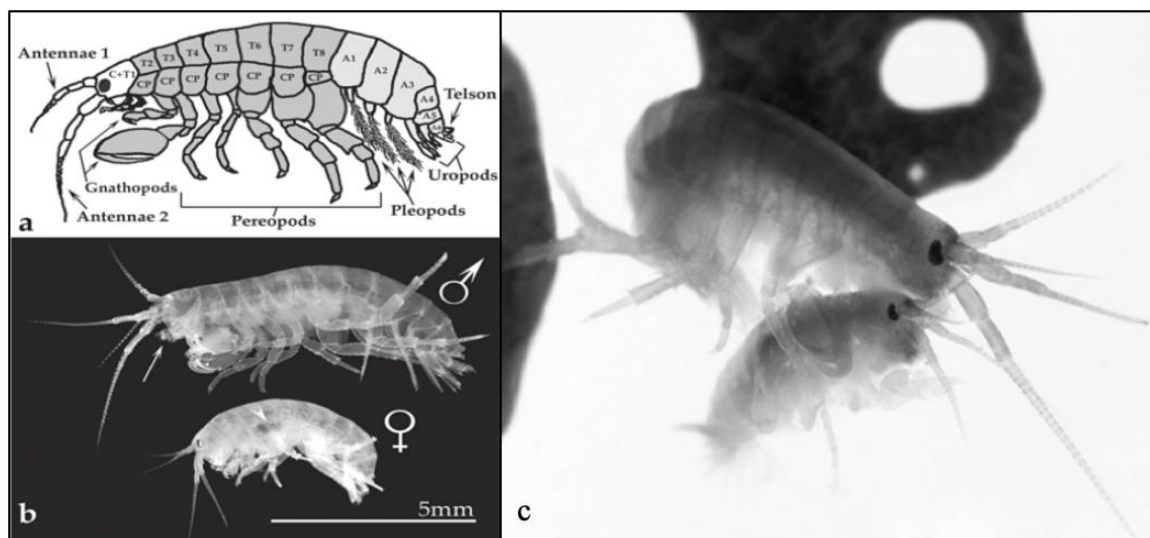 Antennae 1
C+T1
T2
T3
T4
T5
T6
T7
T8
A1
A2
A3
A4
A5
A6
CP
CP
CP
CP
CP
CP
CP
Telson
Gnathopods
Antennae 2
Pereopods
Pleopods
Uropods
a
♂
♀
b
5mm
c